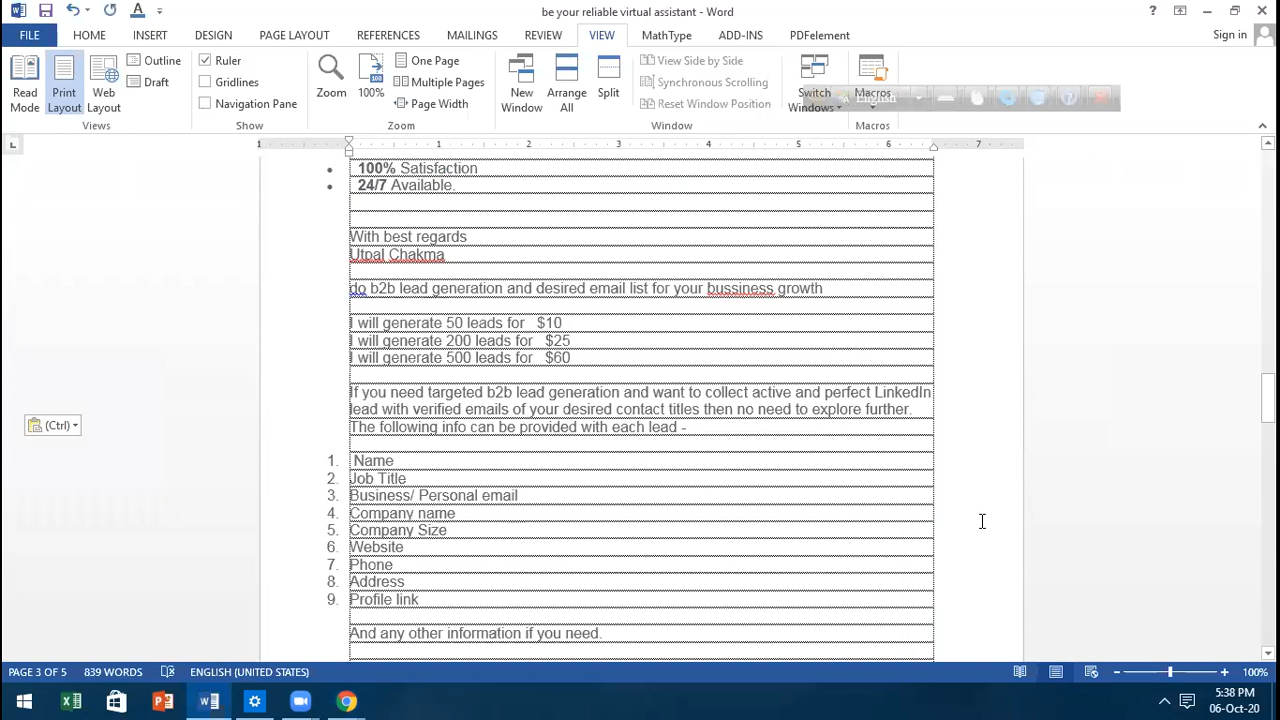 be your reliable virtual assistant - Word
Sign in
FILE HOME INSERT DESIGN PAGE LAYOUT REFERENCES MAILINGS REVIEW VIEW MathType ADD-INS PDFelement
Read Mode
Print Layout
Web Layout
Outline
Draft
Views
Ruler
Gridlines
Navigation Pane
Show
Zoom
100%
One Page
Multiple Pages
Page Width
Zoom
New Window
Arrange All
Split
View Side by Side
Synchronous Scrolling
Reset Window Position
Switch Windows
Window
Macros
Macros
English
1 1 2 3 4 5 6 7
• 100% Satisfaction
• 24/7 Available.
With best regards
Utpal Chakma
do b2b lead generation and desired email list for your bussiness growth
I will generate 50 leads for $10
I will generate 200 leads for $25
I will generate 500 leads for $60
If you need targeted b2b lead generation and want to collect active and perfect LinkedIn
lead with verified emails of your desired contact titles then no need to explore further.
The following info can be provided with each lead -
1. Name
2. Job Title
3. Business/ Personal email
4. Company name
5. Company Size
6. Website
7. Phone
8. Address
9. Profile link
And any other information if you need.
(Ctrl)
PAGE 3 OF 5 839 WORDS ENGLISH (UNITED STATES) 100%
5:38 PM
06-Oct-20